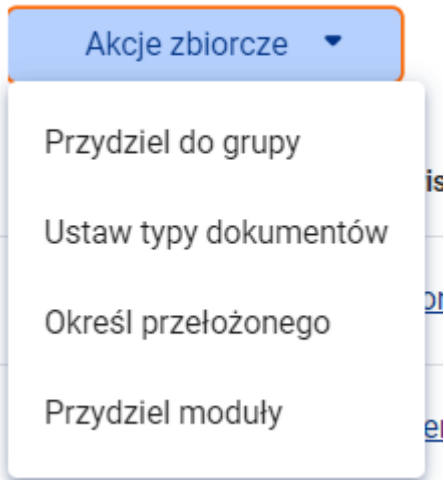 Akcje zbiorcze
Przydziel do grupy
Ustaw typy dokumentów
Określ przełożonego
Przydziel moduły